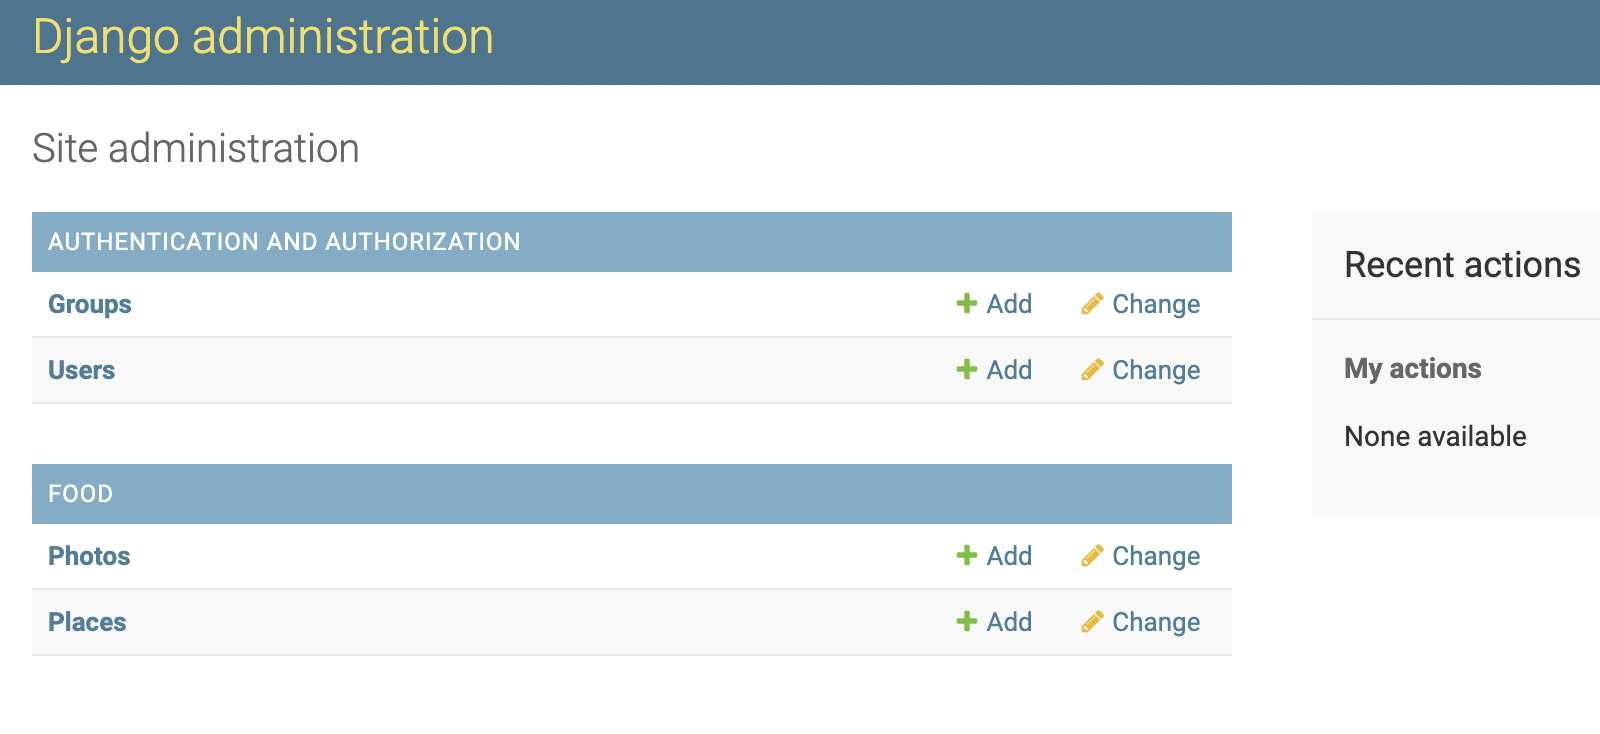 Django administration
Site administration
AUTHENTICATION AND AUTHORIZATION
Groups Add Change
Users Add Change
FOOD
Photos Add Change
Places Add Change
Recent actions
My actions
None available